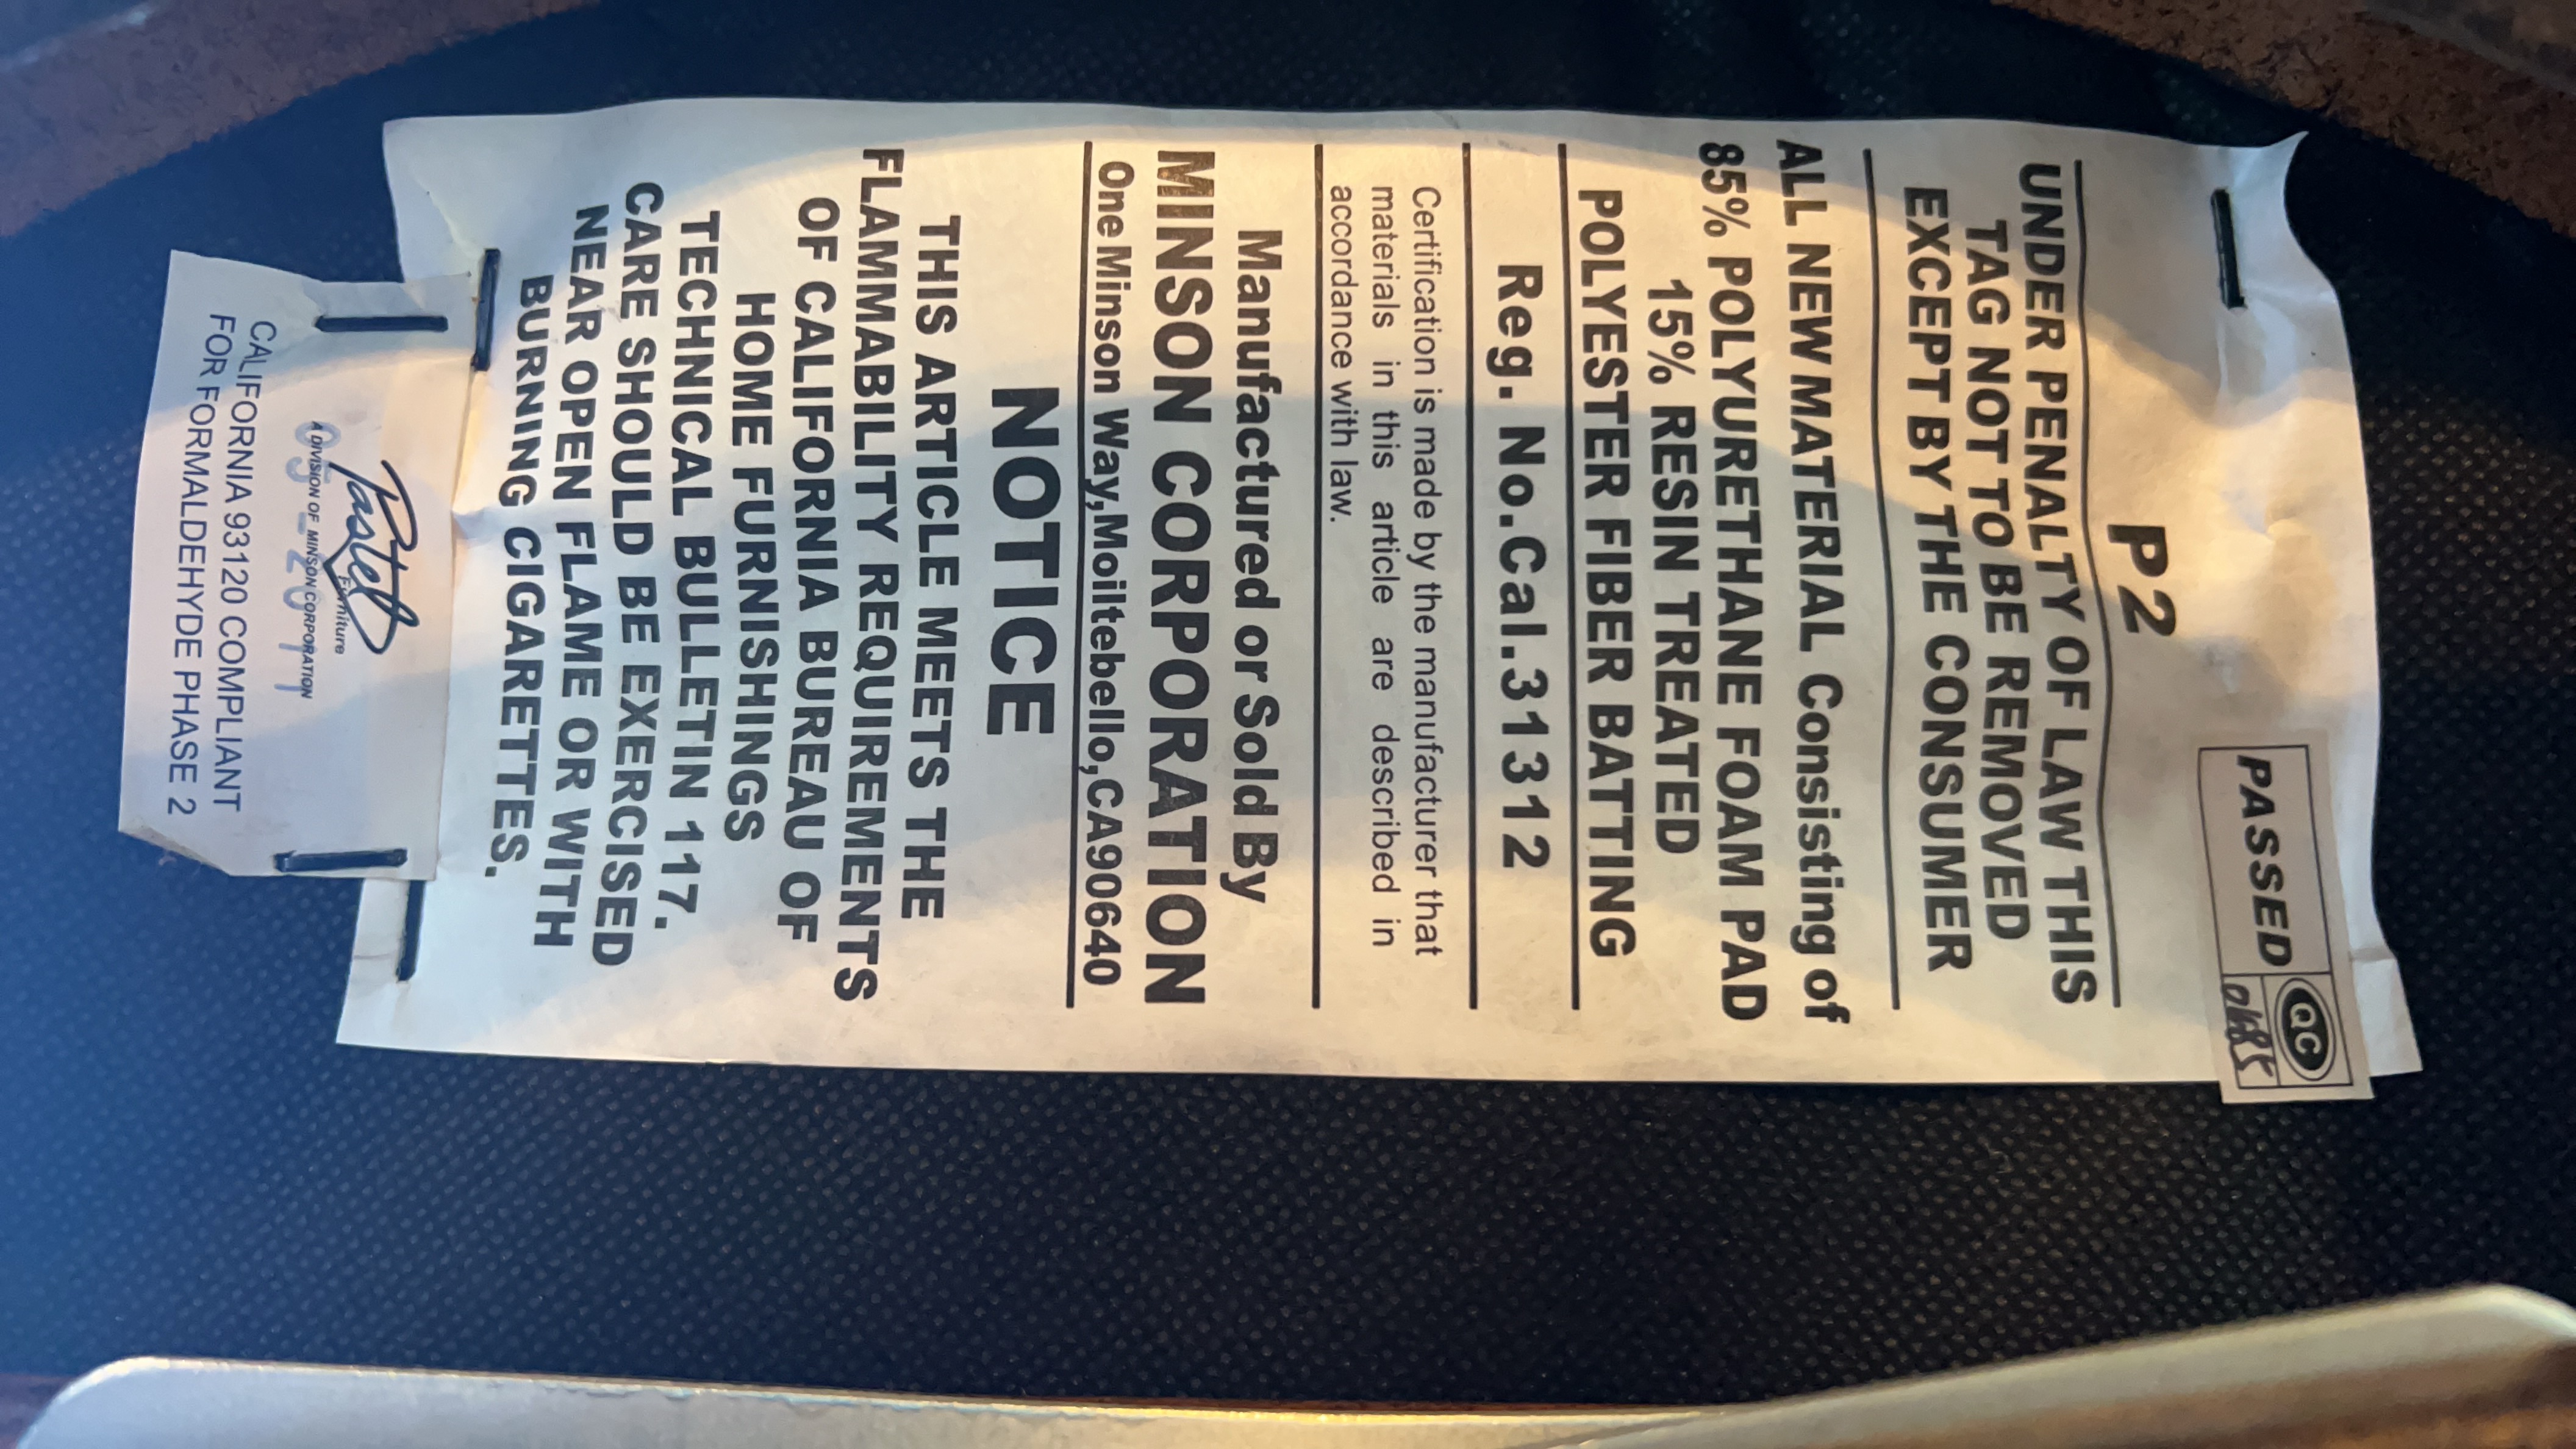 PASSED
QC
P2
UNDER PENALTY OF LAW THIS
TAG NOT TO BE REMOVED
EXCEPT BY THE CONSUMER
ALL NEW MATERIAL Consisting of
85% POLYURETHANE FOAM PAD
15% RESIN TREATED
POLYESTER FIBER BATTING
Reg. No.Cal.31312
Certification is made by the manufacturer that
materials in this article are described in
accordance with law.
Manufactured or Sold By
MINSON CORPORATION
One Minson Way,Moiltebello,CA90640
NOTICE
THIS ARTICLE MEETS THE
FLAMMABILITY REQUIREMENTS
OF CALIFORNIA BUREAU OF
HOME FURNISHINGS
TECHNICAL BULLETIN 117.
CARE SHOULD BE EXERCISED
NEAR OPEN FLAME OR WITH
BURNING CIGARETTES.
Pastel
Furniture
A DIVISION OF MINSON CORPORATION
CALIFORNIA 93120 COMPLIANT
FOR FORMALDEHYDE PHASE 2